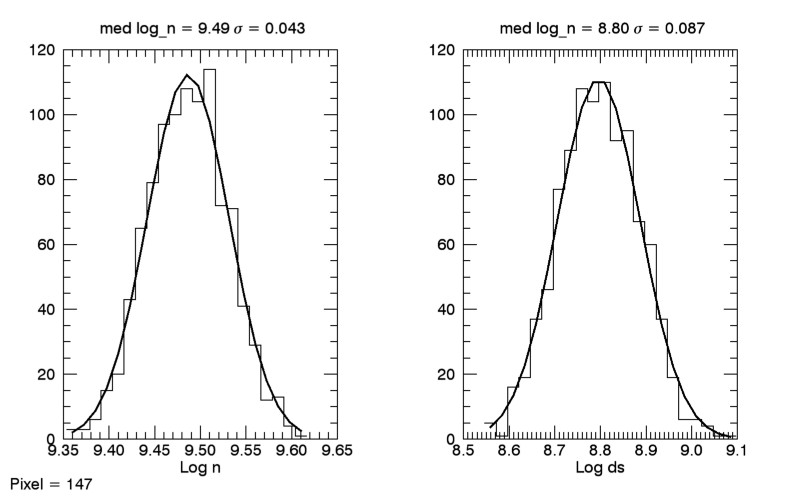 med log_n = 9.49 σ = 0.043
med log_n = 8.80 σ = 0.087
120
100
80
60
40
20
0
9.35 9.40 9.45 9.50 9.55 9.60 9.65
Log n
120
100
80
60
40
20
0
8.5 8.6 8.7 8.8 8.9 9.0 9.1
Log ds
Pixel = 147